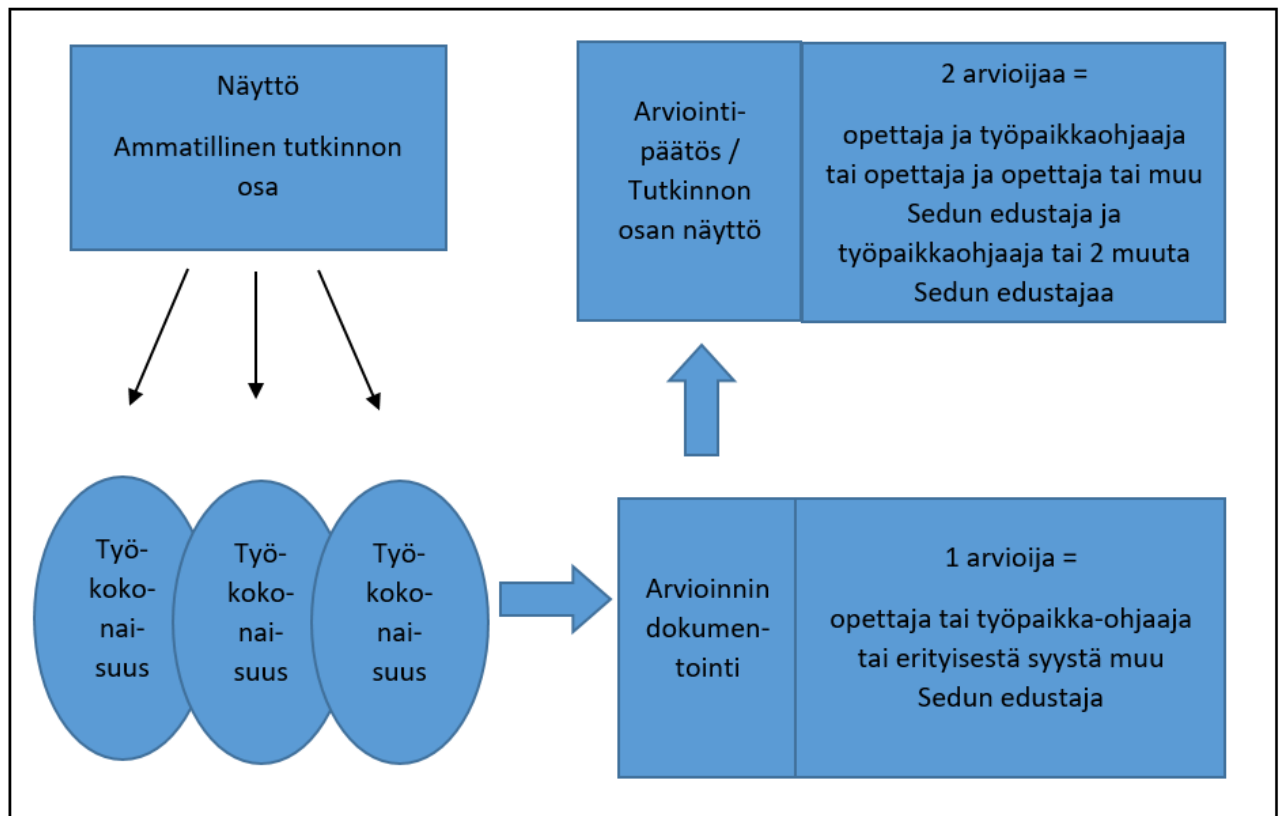 Näyttö
Ammatillinen tutkinnon
osa
Arviointi-
päätös /
Tutkinnon
osan näyttö
2 arvioijaa =
opettaja ja työpaikkaohjaaja
tai opettaja ja opettaja tai muu
Sedun edustaja ja
työpaikkaohjaaja tai 2 muuta
Sedun edustajaa
Työ-
koko-
nai-
suus
Työ-
koko-
nai-
suus
Työ-
koko-
nai-
suus
Arvioinnin
dokumen-
tointi
1 arvioija =
opettaja tai työpaikka-ohjaaja
tai erityisestä syystä muu
Sedun edustaja